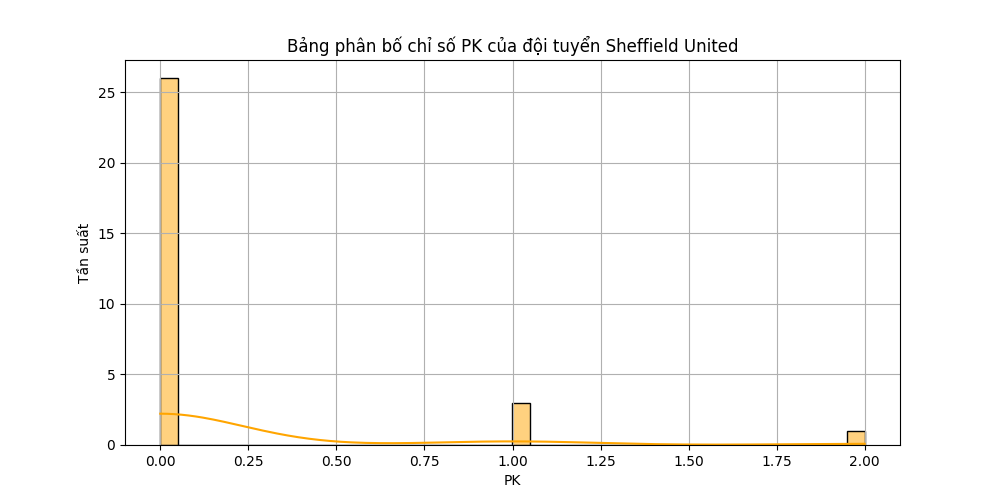 Bảng phân bố chỉ số PK của đội tuyển Sheffield United
Tần suất
25
20
15
10
5
0
0.00 0.25 0.50 0.75 1.00 1.25 1.50 1.75 2.00
PK